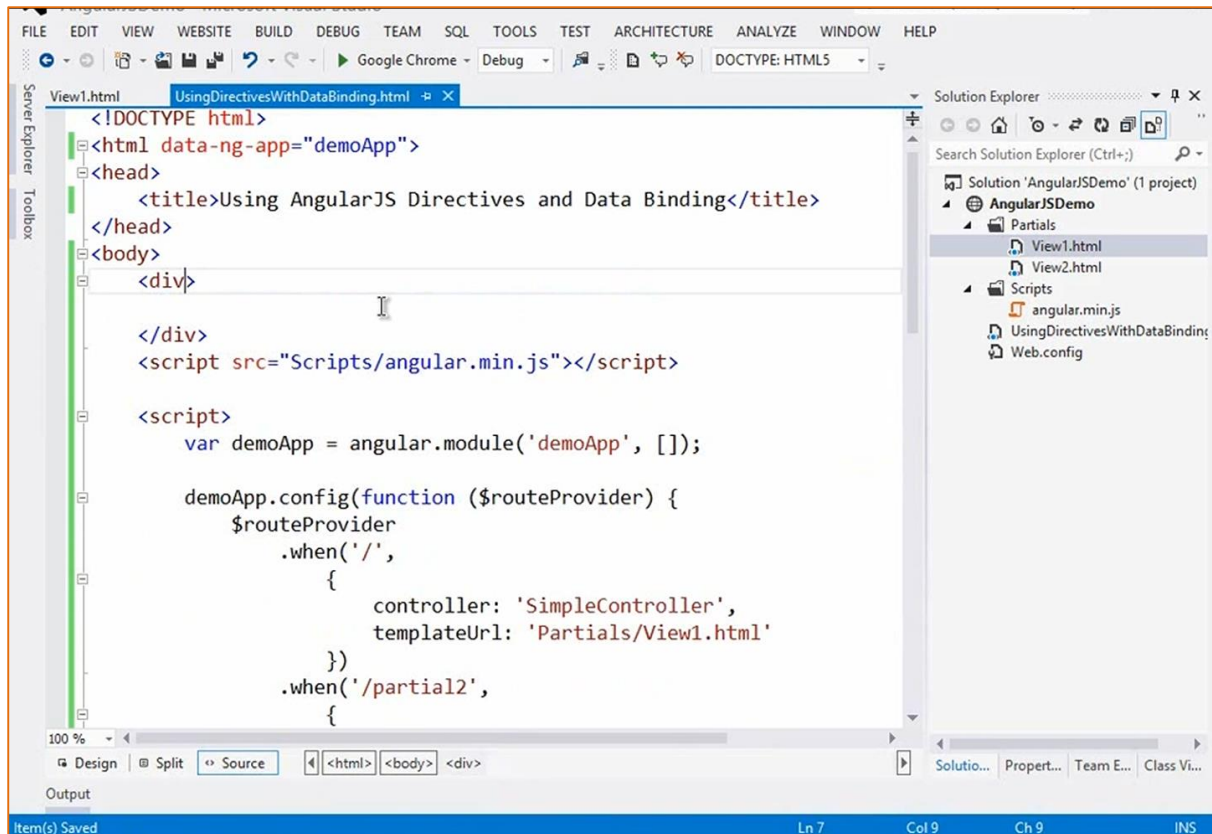 AngularJSDemo - Microsoft Visual Studio
FILE EDIT VIEW WEBSITE BUILD DEBUG TEAM SQL TOOLS TEST ARCHITECTURE ANALYZE WINDOW HELP
Google Chrome Debug DOCTYPE: HTML5
Server Explorer
Toolbox
View1.html UsingDirectivesWithDataBinding.html
<!DOCTYPE html>
<html data-ng-app="demoApp">
<head>
<title>Using AngularJS Directives and Data Binding</title>
</head>
<body>
<div>
</div>
<script src="Scripts/angular.min.js"></script>
<script>
var demoApp = angular.module('demoApp', []);
demoApp.config(function ($routeProvider) {
$routeProvider
.when('/',
{
controller: 'SimpleController',
templateUrl: 'Partials/View1.html'
})
.when('/partial2',
{
100 %
Design Split Source <html> <body> <div>
Output
Item(s) Saved Ln 7 Col 9 Ch 9 INS
Solution Explorer
Search Solution Explorer (Ctrl+;)
Solution 'AngularJSDemo' (1 project)
AngularJSDemo
Partials
View1.html
View2.html
Scripts
angular.min.js
UsingDirectivesWithDataBinding
Web.config
Solutio... Propert... Team E... Class Vi...